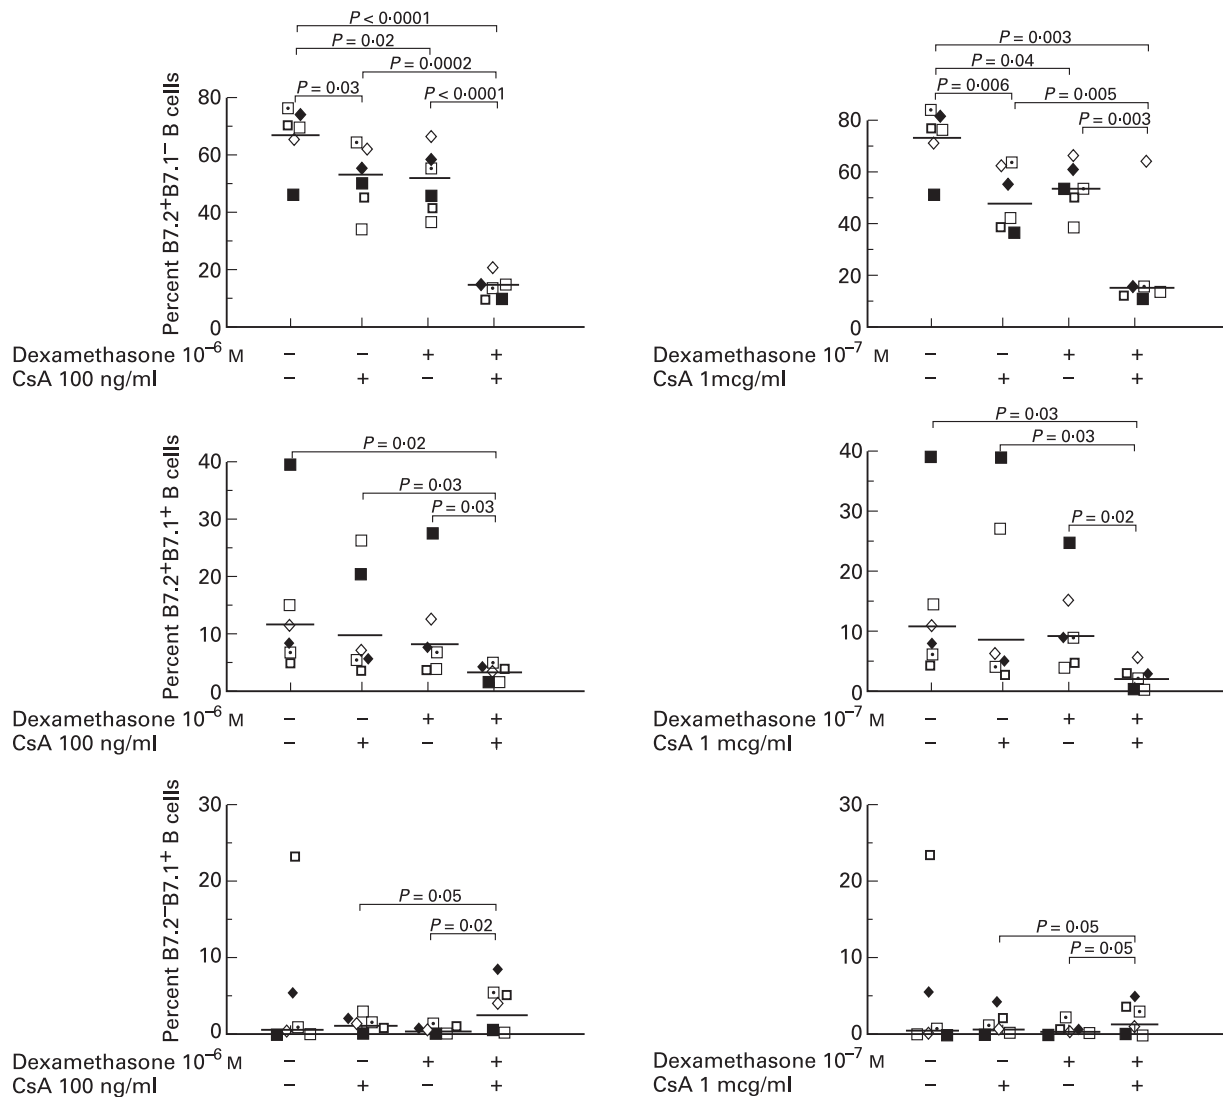 P < 0·0001
P = 0·02
P = 0·0002
P = 0·03
P < 0·0001
Percent B7.2⁺B7.1⁻ B cells
80
60
40
20
0
Dexamethasone 10⁻⁶ M − − + +
CsA 100 ng/ml − + − +
P = 0·003
P = 0·04
P = 0·006
P = 0·005
P = 0·003
80
60
40
20
0
Dexamethasone 10⁻⁷ M − − + +
CsA 1mcg/ml − + − +
P = 0·02
P = 0·03
P = 0·03
Percent B7.2⁺B7.1⁺ B cells
40
30
20
10
0
Dexamethasone 10⁻⁶ M − − + +
CsA 100 ng/ml − + − +
P = 0·03
P = 0·03
P = 0·02
40
30
20
10
0
Dexamethasone 10⁻⁷ M − − + +
CsA 1 mcg/ml − + − +
Percent B7.2⁻B7.1⁺ B cells
30
20
10
0
P = 0·05
P = 0·02
Dexamethasone 10⁻⁶ M − − + +
CsA 100 ng/ml − + − +
30
20
10
0
P = 0·05
P = 0·05
Dexamethasone 10⁻⁷ M − − + +
CsA 1 mcg/ml − + − +